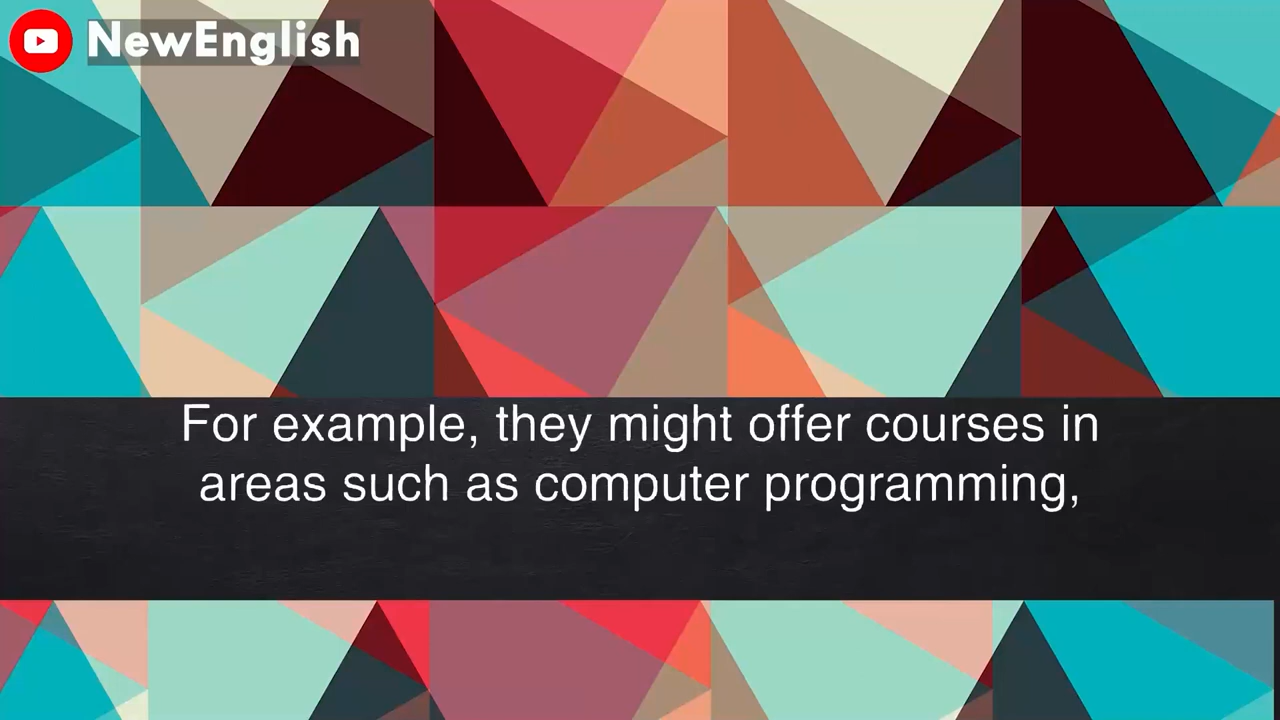 NewEnglish
For example, they might offer courses in
areas such as computer programming,